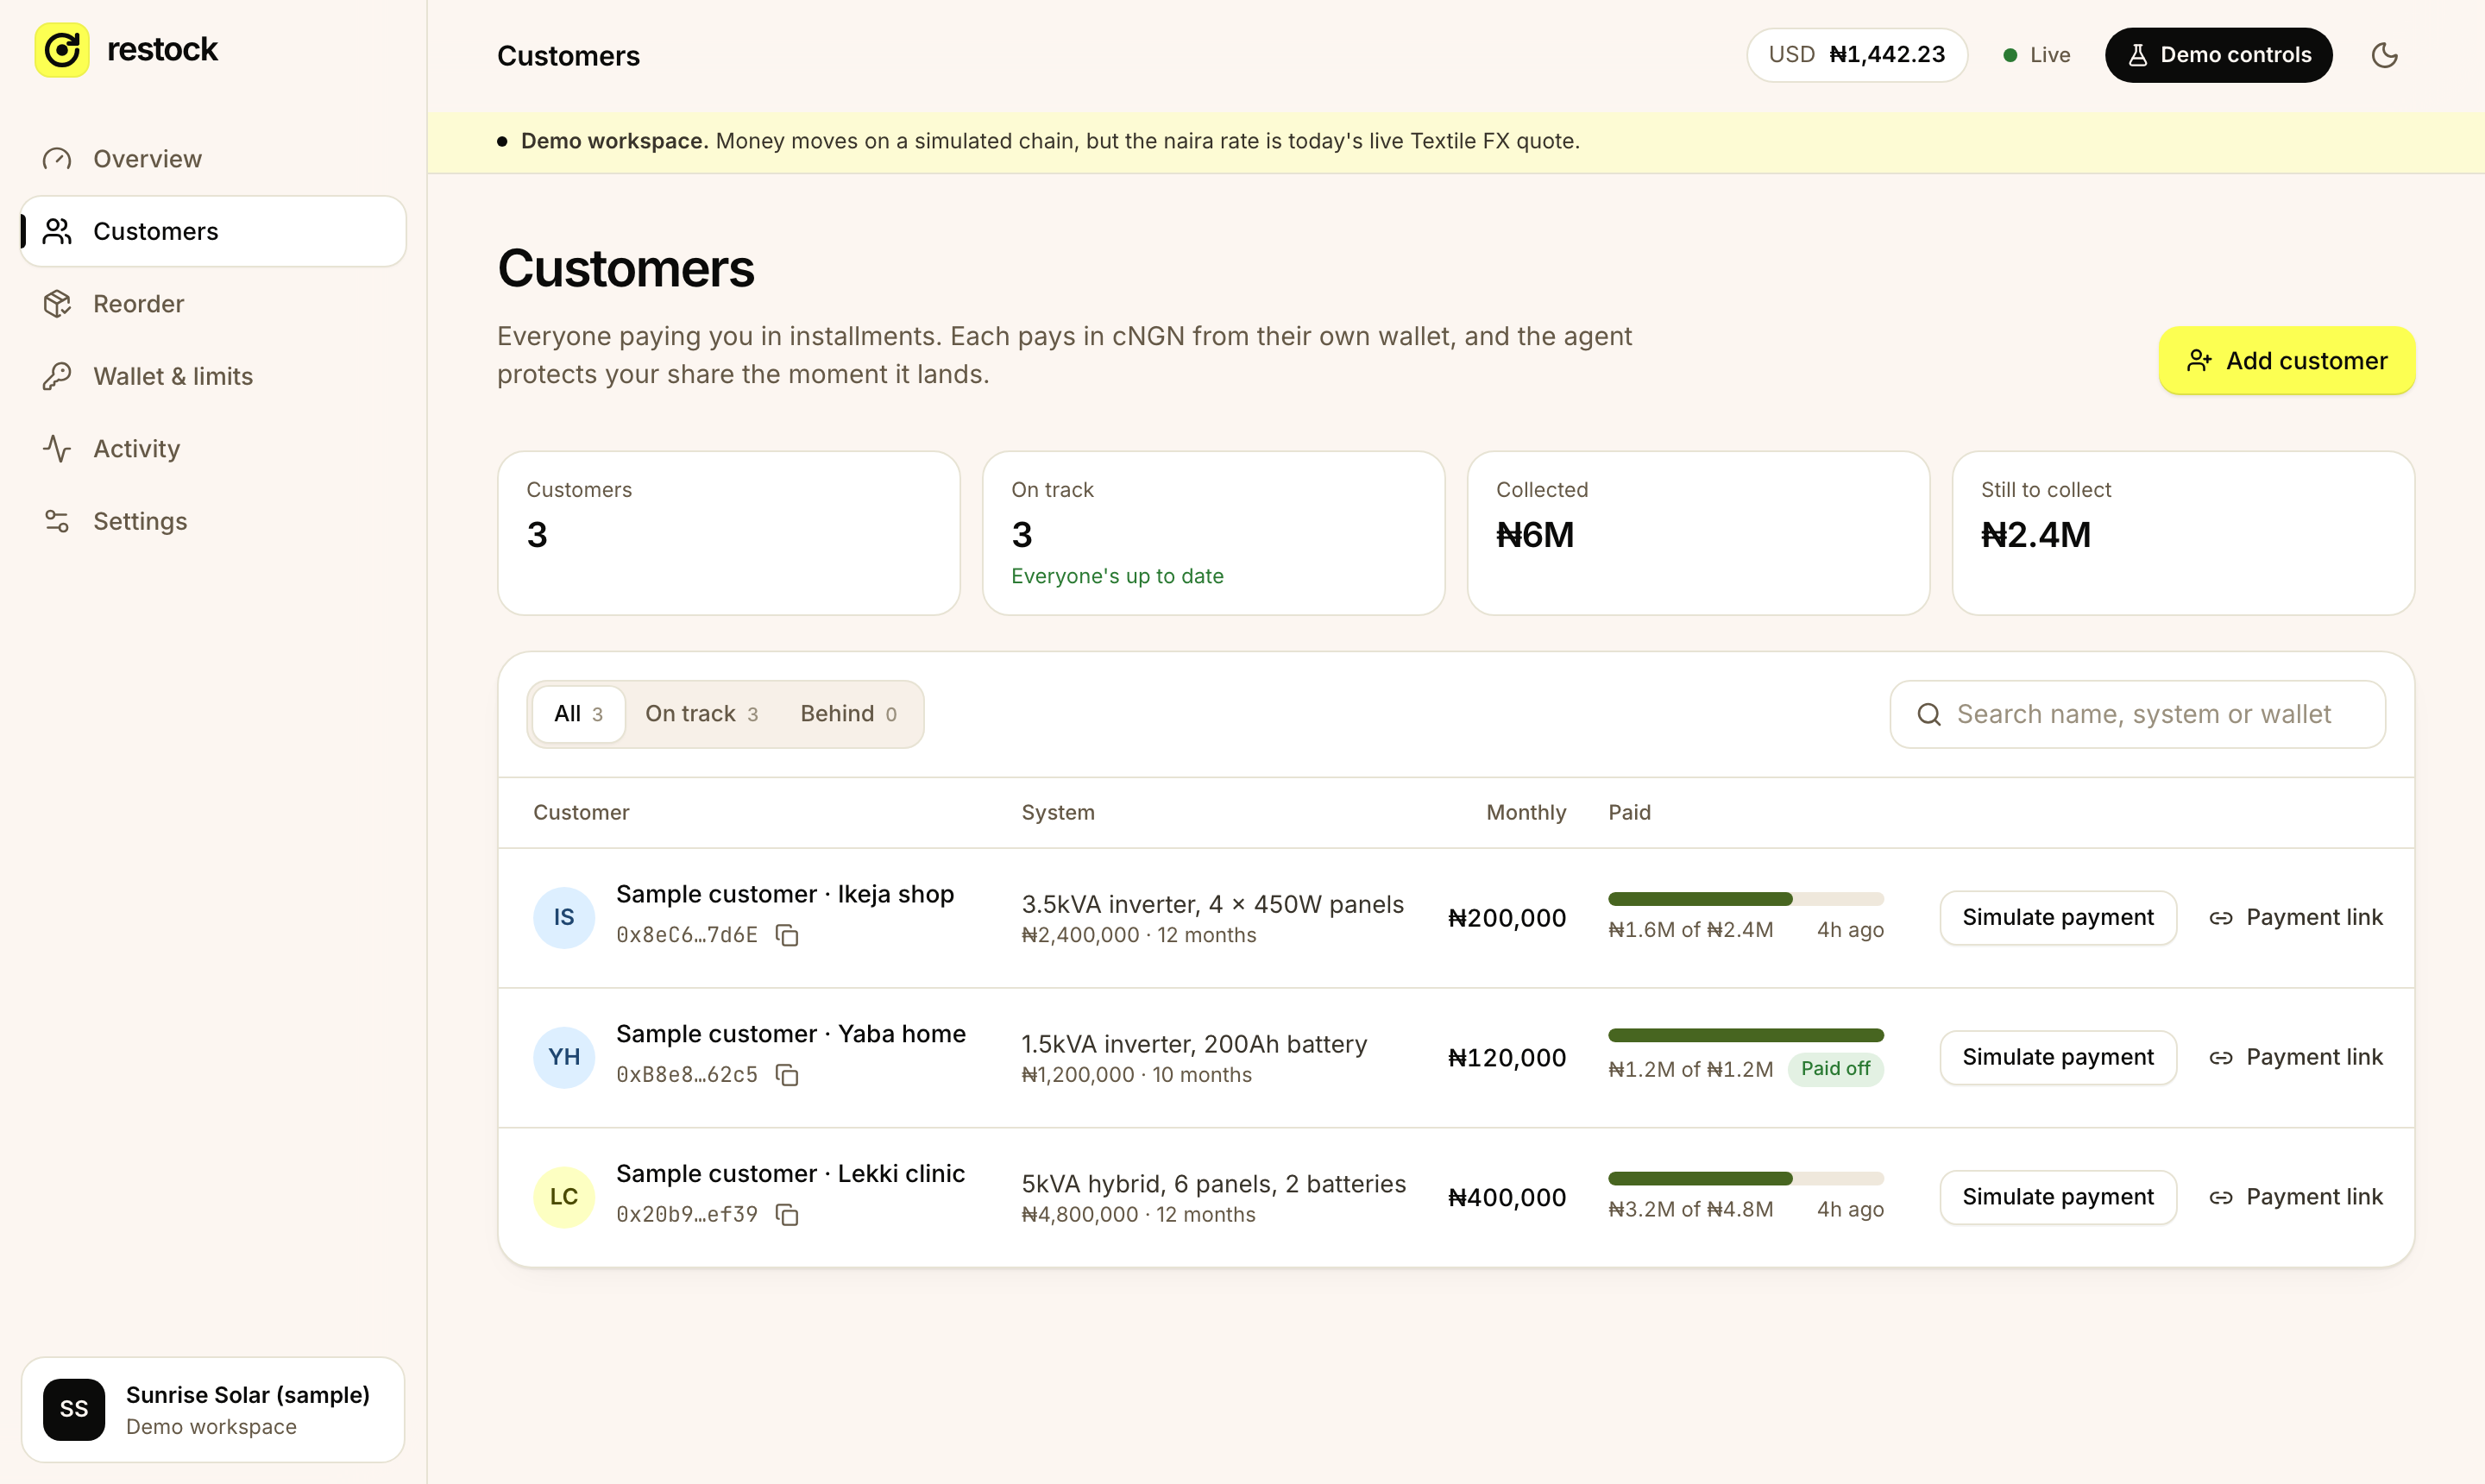 restock
Customers
USD ₦1,442.23
Live
Demo controls
Demo workspace. Money moves on a simulated chain, but the naira rate is today's live Textile FX quote.
Overview
Customers
Reorder
Wallet & limits
Activity
Settings
Customers
Everyone paying you in installments. Each pays in cNGN from their own wallet, and the agent
protects your share the moment it lands.
Add customer
Customers
3
On track
3
Everyone's up to date
Collected
₦6M
Still to collect
₦2.4M
All 3
On track 3
Behind 0
Search name, system or wallet
Customer System Monthly Paid
IS
Sample customer · Ikeja shop
0x8eC6…7d6E
3.5kVA inverter, 4 × 450W panels
₦2,400,000 · 12 months
₦200,000
₦1.6M of ₦2.4M 4h ago
Simulate payment
Payment link
YH
Sample customer · Yaba home
0xB8e8…62c5
1.5kVA inverter, 200Ah battery
₦1,200,000 · 10 months
₦120,000
₦1.2M of ₦1.2M Paid off
Simulate payment
Payment link
LC
Sample customer · Lekki clinic
0x20b9…ef39
5kVA hybrid, 6 panels, 2 batteries
₦4,800,000 · 12 months
₦400,000
₦3.2M of ₦4.8M 4h ago
Simulate payment
Payment link
SS
Sunrise Solar (sample)
Demo workspace